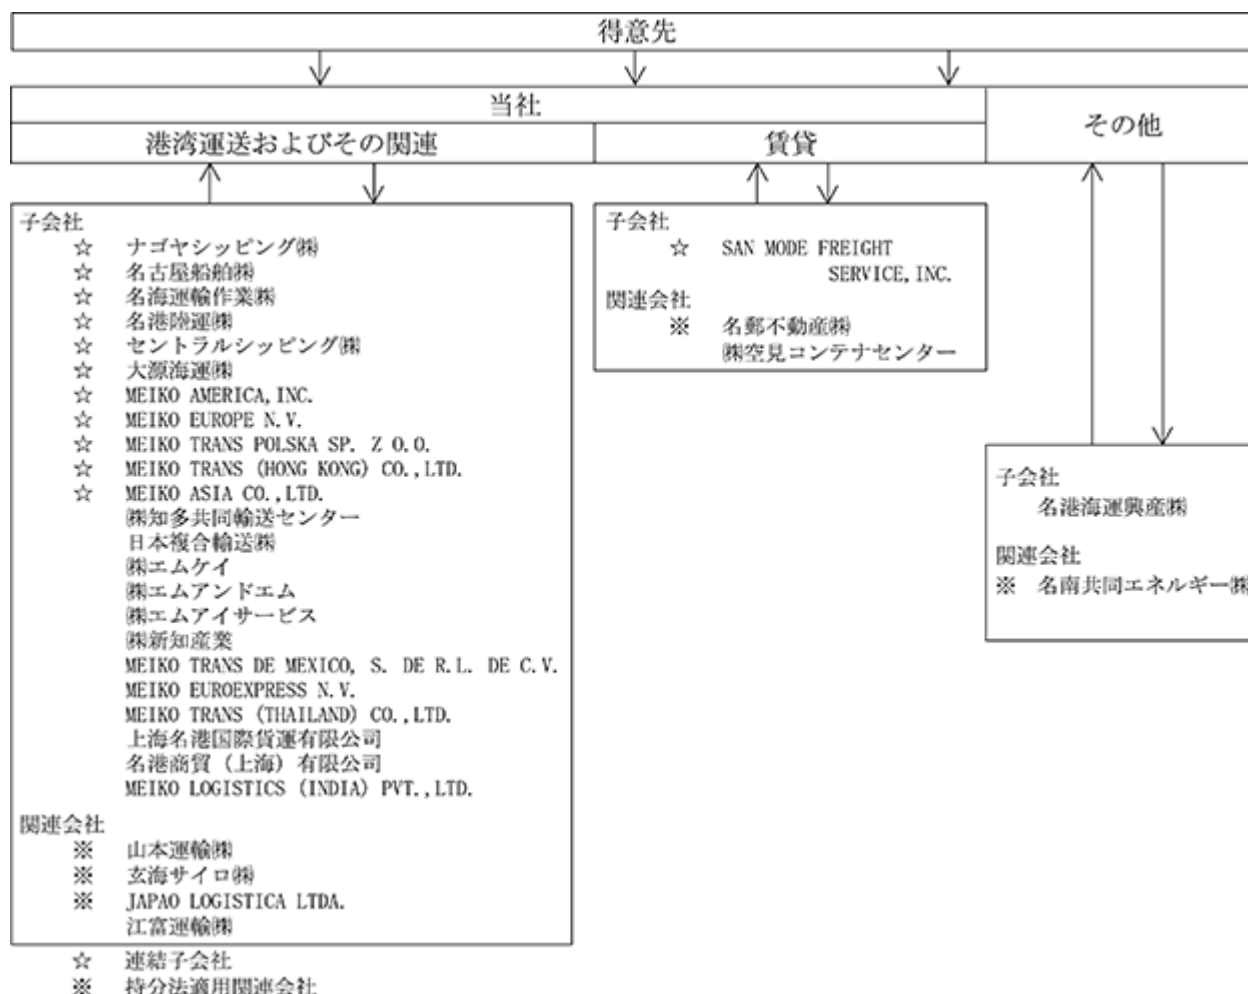 得意先
当社
その他
港湾運送およびその関連
賃貸
子会社
☆ ナゴヤシッピング㈱
☆ 名古屋船舶㈱
☆ 名海運輸作業㈱
☆ 名港陸運㈱
☆ セントラルシッピング㈱
☆ 大源海運㈱
☆ MEIKO AMERICA, INC.
☆ MEIKO EUROPE N.V.
☆ MEIKO TRANS POLSKA SP. Z O.O.
☆ MEIKO TRANS (HONG KONG) CO.,LTD.
☆ MEIKO ASIA CO.,LTD.
㈱知多共同輸送センター
日本複合輸送㈱
㈱エムケイ
㈱エムアンドエム
㈱エムアイサービス
㈱新知産業
MEIKO TRANS DE MEXICO, S. DE R.L. DE C.V.
MEIKO EUROEXPRESS N.V.
MEIKO TRANS (THAILAND) CO.,LTD.
上海名港国際貨運有限公司
名港商貿（上海）有限公司
MEIKO LOGISTICS (INDIA) PVT.,LTD.
関連会社
※ 山本運輸㈱
※ 玄海サイロ㈱
※ JAPAO LOGISTICA LTDA.
江富運輸㈱
子会社
☆ SAN MODE FREIGHT
SERVICE, INC.
関連会社
※ 名郵不動産㈱
㈱空見コンテナセンター
子会社
名港海運興産㈱
関連会社
※ 名南共同エネルギー㈱
☆ 連結子会社
※ 持分法適用関連会社